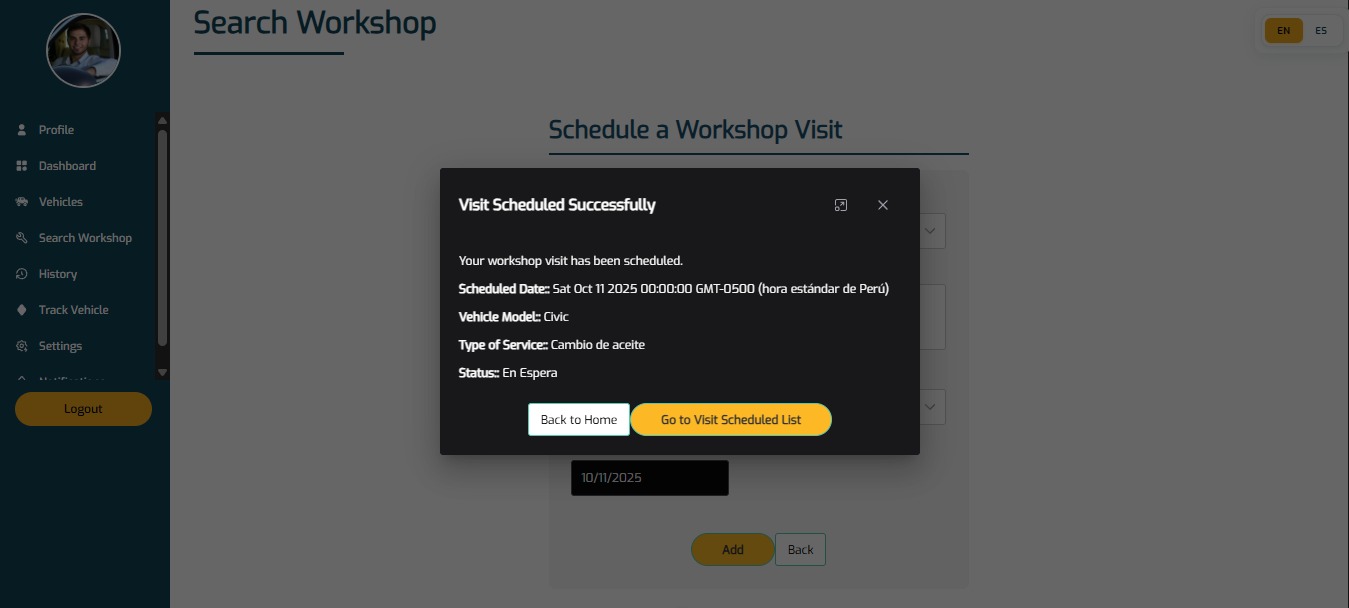 Search Workshop
EN
ES
Profile
Dashboard
Vehicles
Search Workshop
History
Track Vehicle
Settings
Notifications
Logout
Schedule a Workshop Visit
Visit Scheduled Successfully
Your workshop visit has been scheduled.
Scheduled Date:: Sat Oct 11 2025 00:00:00 GMT-0500 (hora estándar de Perú)
Vehicle Model:: Civic
Type of Service:: Cambio de aceite
Status:: En Espera
Back to Home
Go to Visit Scheduled List
10/11/2025
Add
Back